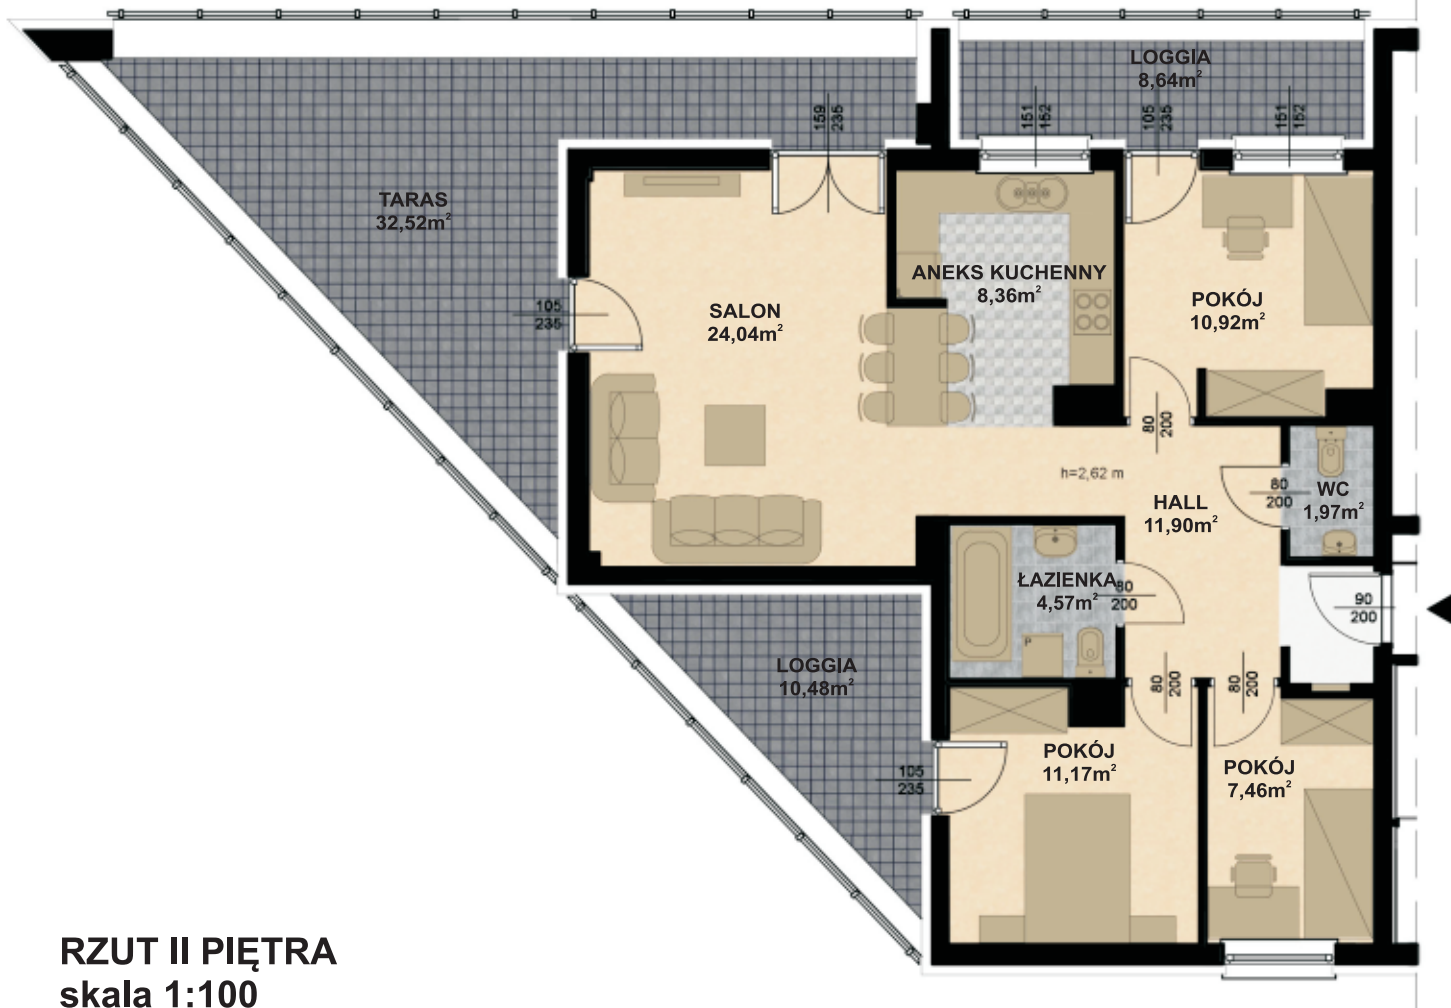 LOGGIA
8,64m²
151
152
105
235
151
152
159
235
TARAS
32,52m²
ANEKS KUCHENNY
8,36m²
POKÓJ
10,92m²
105
235
SALON
24,04m²
80
200
h=2,62 m
HALL
11,90m²
80
200
WC
1,97m²
ŁAZIENKA
4,57m²
80
200
90
200
P
LOGGIA
10,48m²
80
200
80
200
POKÓJ
11,17m²
POKÓJ
7,46m²
105
235
RZUT II PIĘTRA
skala 1:100